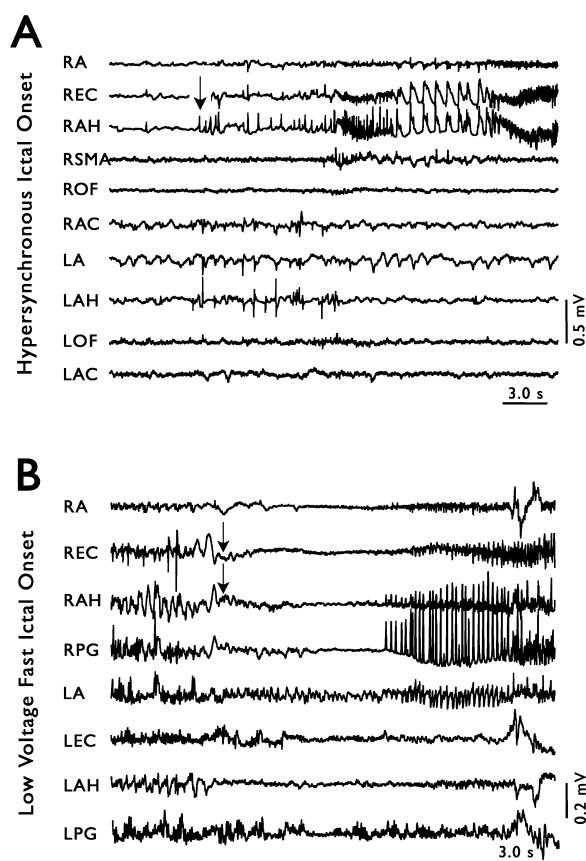 A
Hypersynchronous Ictal Onset
RA
REC
RAH
RSMA
ROF
RAC
LA
LAH
LOF
LAC
0.5 mV
3.0 s
B
Low Voltage Fast Ictal Onset
RA
REC
RAH
RPG
LA
LEC
LAH
LPG
0.2 mV
3.0 s